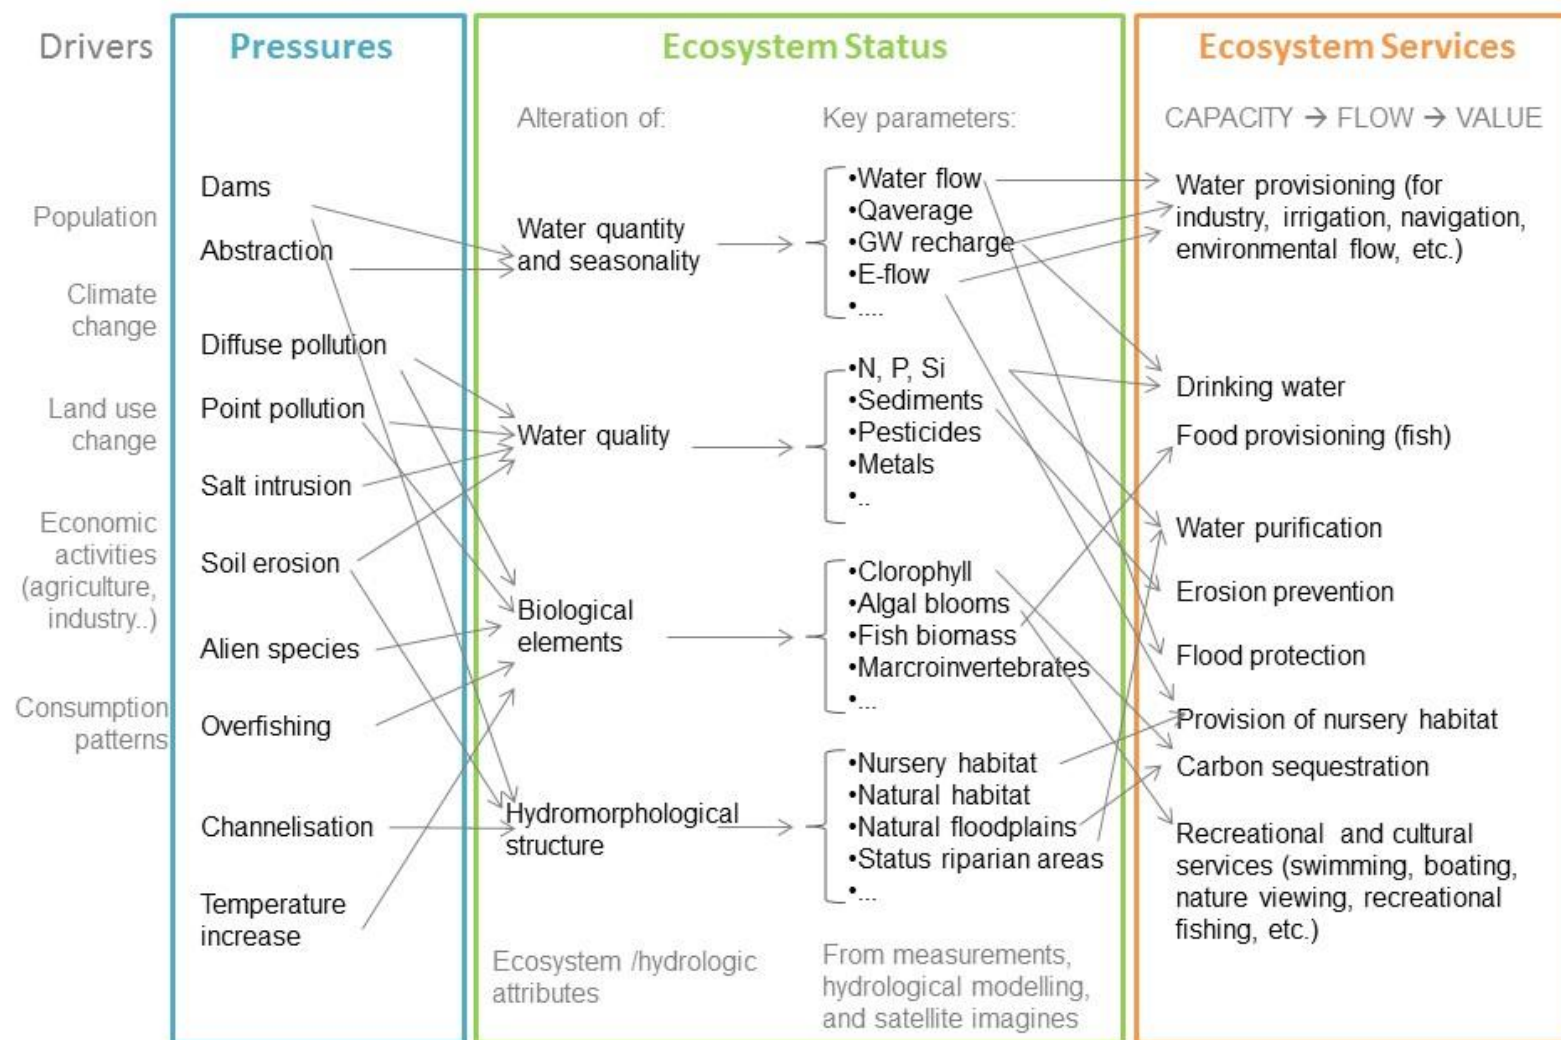 Drivers
Population
Climate
change
Land use
change
Economic
activities
(agriculture,
industry..)
Consumption
patterns
Pressures
Dams
Abstraction
Diffuse pollution
Point pollution
Salt intrusion
Soil erosion
Alien species
Overfishing
Channelisation
Temperature
increase
Ecosystem Status
Alteration of:
Water quantity
and seasonality
Water quality
Biological
elements
Hydromorphological
structure
Ecosystem /hydrologic
attributes
Key parameters:
•Water flow
•Qaverage
•GW recharge
•E-flow
•....
•N, P, Si
•Sediments
•Pesticides
•Metals
•..
•Clorophyll
•Algal blooms
•Fish biomass
•Marcroinvertebrates
•...
•Nursery habitat
•Natural habitat
•Natural floodplains
•Status riparian areas
•...
From measurements,
hydrological modelling,
and satellite imagines
Ecosystem Services
CAPACITY → FLOW → VALUE
Water provisioning (for
industry, irrigation, navigation,
environmental flow, etc.)
Drinking water
Food provisioning (fish)
Water purification
Erosion prevention
Flood protection
Provision of nursery habitat
Carbon sequestration
Recreational and cultural
services (swimming, boating,
nature viewing, recreational
fishing, etc.)